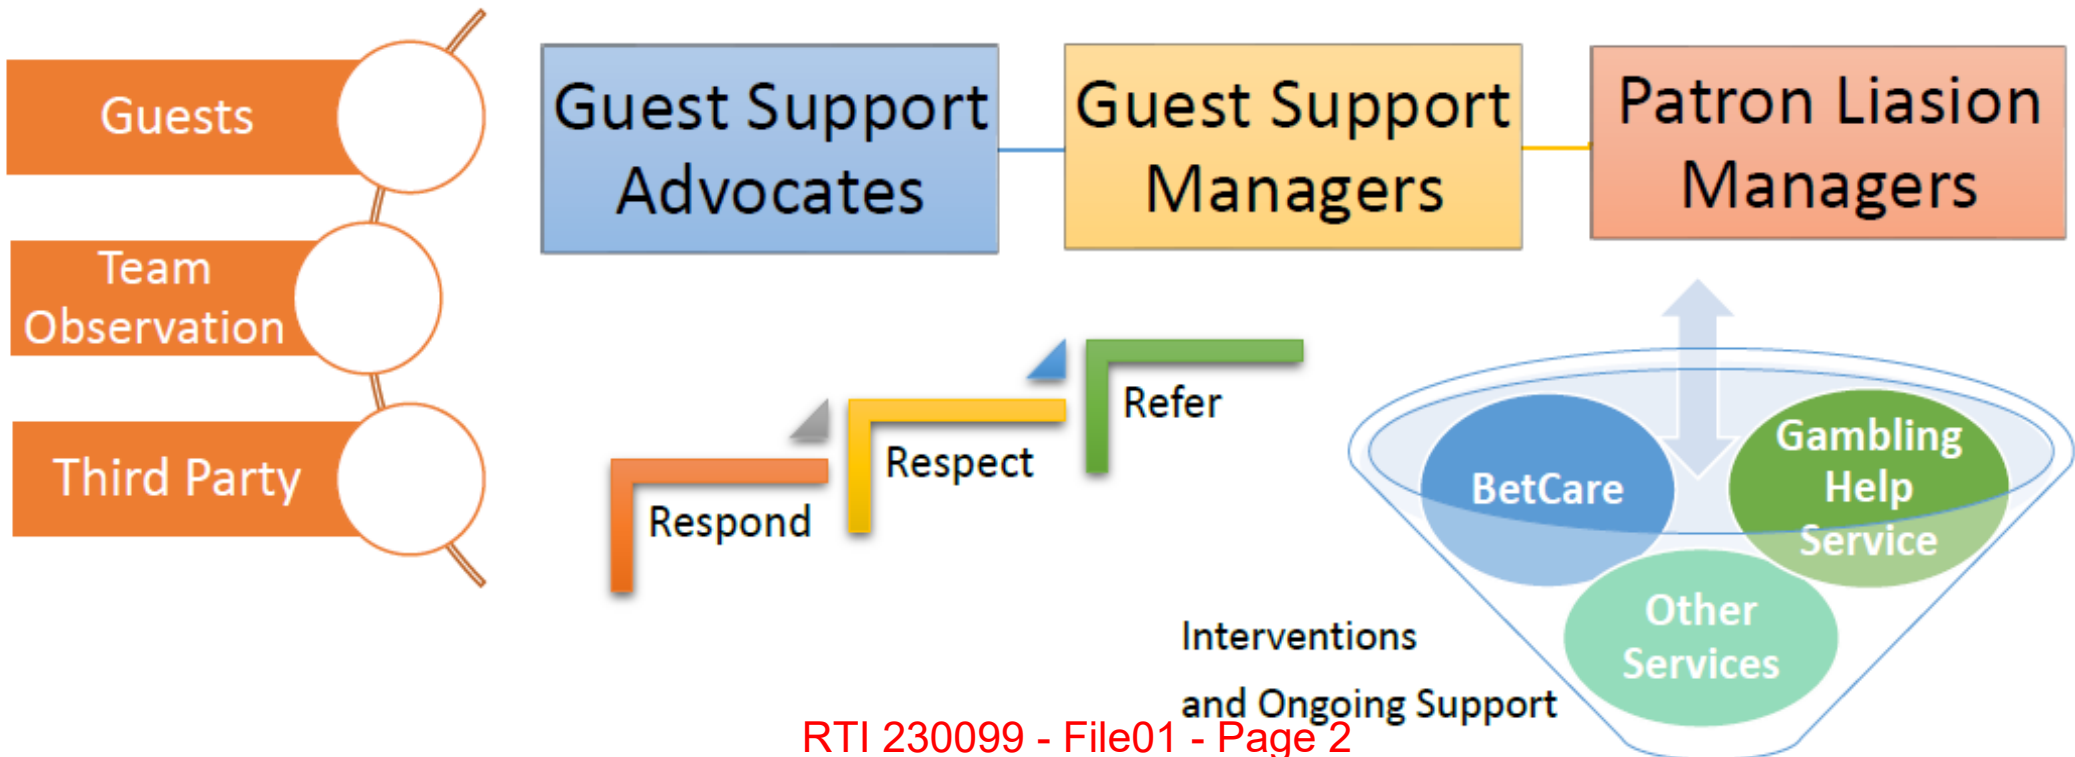 Guests
Team
Observation
Third Party
Guest Support
Advocates
Guest Support
Managers
Patron Liasion
Managers
Respond
Respect
Refer
BetCare
Gambling
Help
Service
Other
Services
Interventions
and Ongoing Support
RTI 230099 - File01 - Page 2